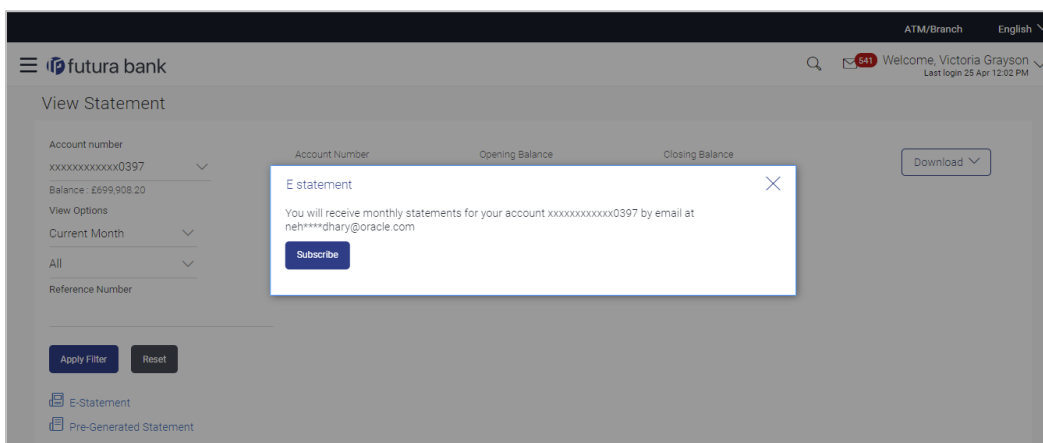 ATM/Branch English
futura bank
541 Welcome, Victoria Grayson
Last login 25 Apr 12:02 PM
View Statement
Account number
xxxxxxxxxxxx0397
Balance : £699,908.20
View Options
Current Month
All
Reference Number
Apply Filter Reset
E-Statement
Pre-Generated Statement
Account Number Opening Balance Closing Balance
Download
E statement
You will receive monthly statements for your account xxxxxxxxxxxx0397 by email at
neh****dhary@oracle.com
Subscribe